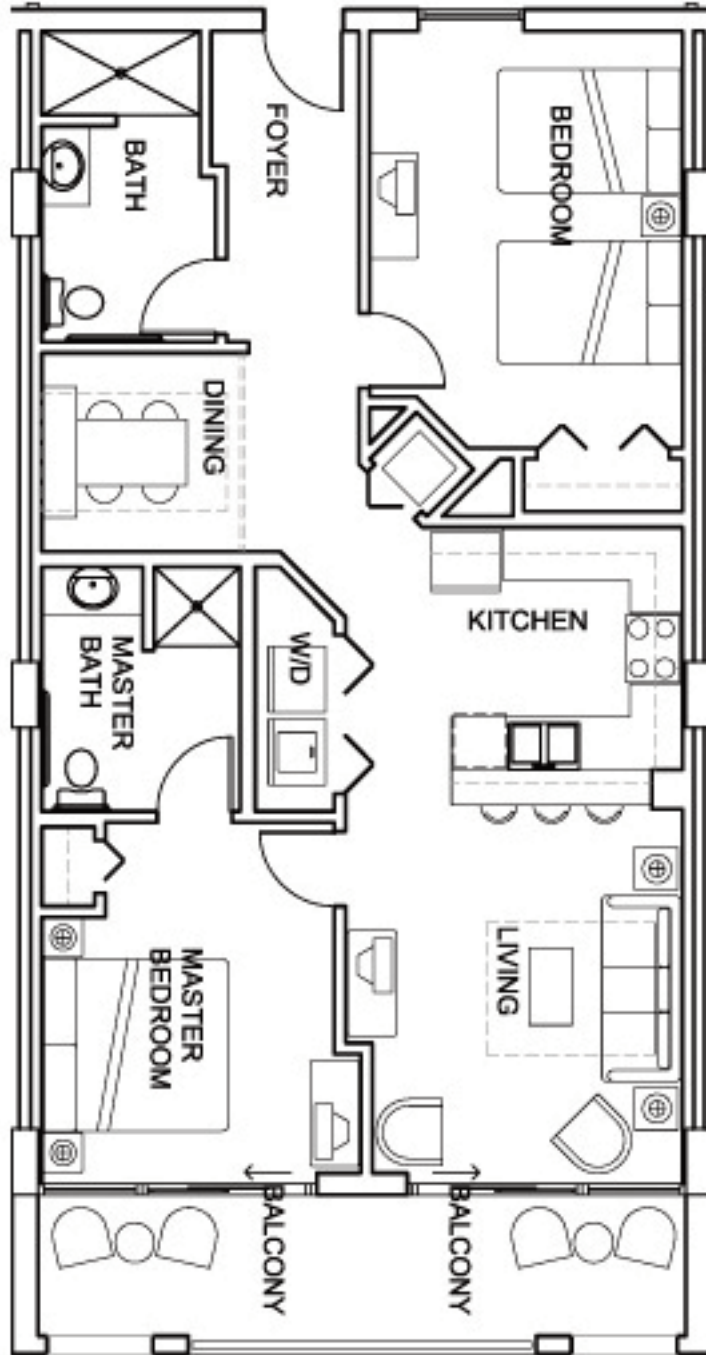 FOYER
BEDROOM
BATH
DINING
KITCHEN
W/D
MASTER
BATH
LIVING
MASTER
BEDROOM
BALCONY
BALCONY